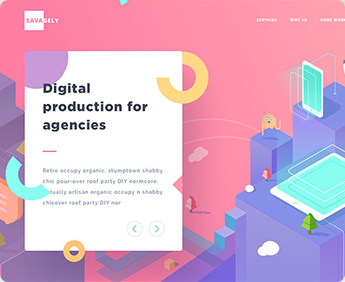 SAVAGELY
SERVICES WHY US SOME WORK
Digital
production for
agencies
Retro occupy organic, stumptown shabby
chic pour-over roof party DIY normcore.
ctually artisan organic occupy n shabby
chicover roof party DIY nor